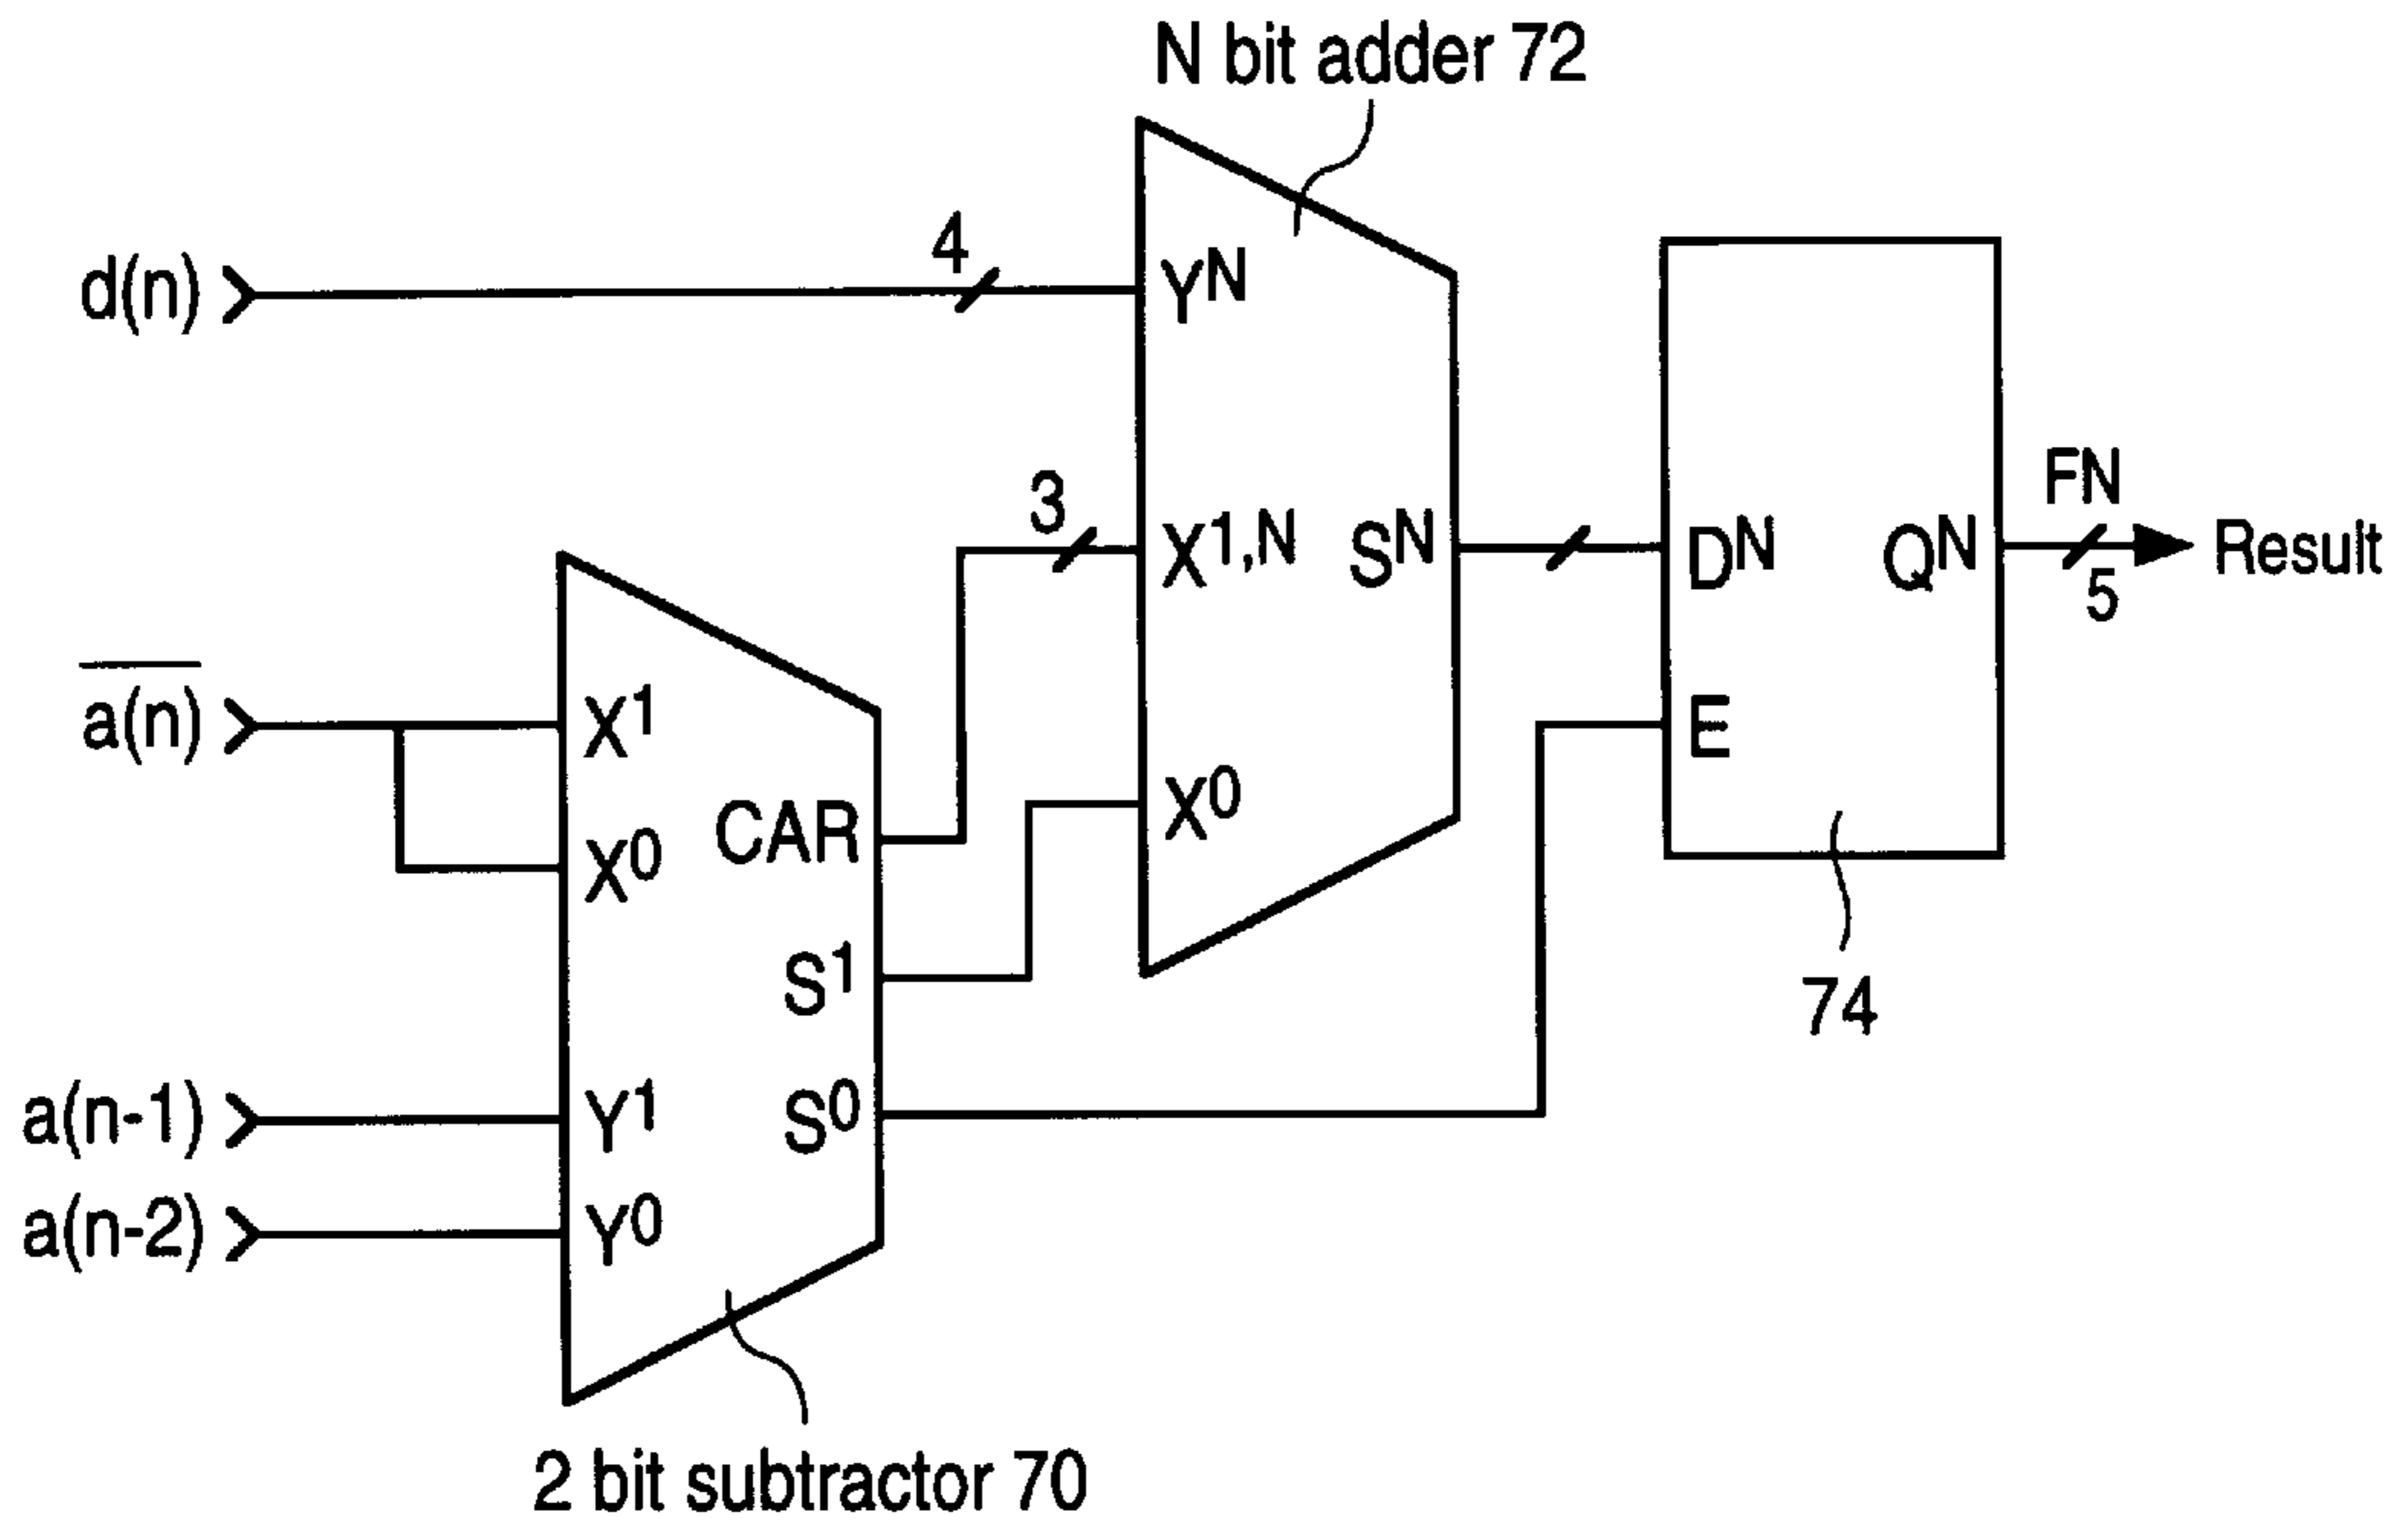 N bit adder 72
d(n)
4
Yᴺ
3
X¹,ᴺ
Sᴺ
Dᴺ
Qᴺ
FN
5
Result
a(n)
X¹
X⁰
CAR
X⁰
E
S¹
74
a(n-1)
Y¹
S⁰
a(n-2)
Y⁰
2 bit subtractor 70